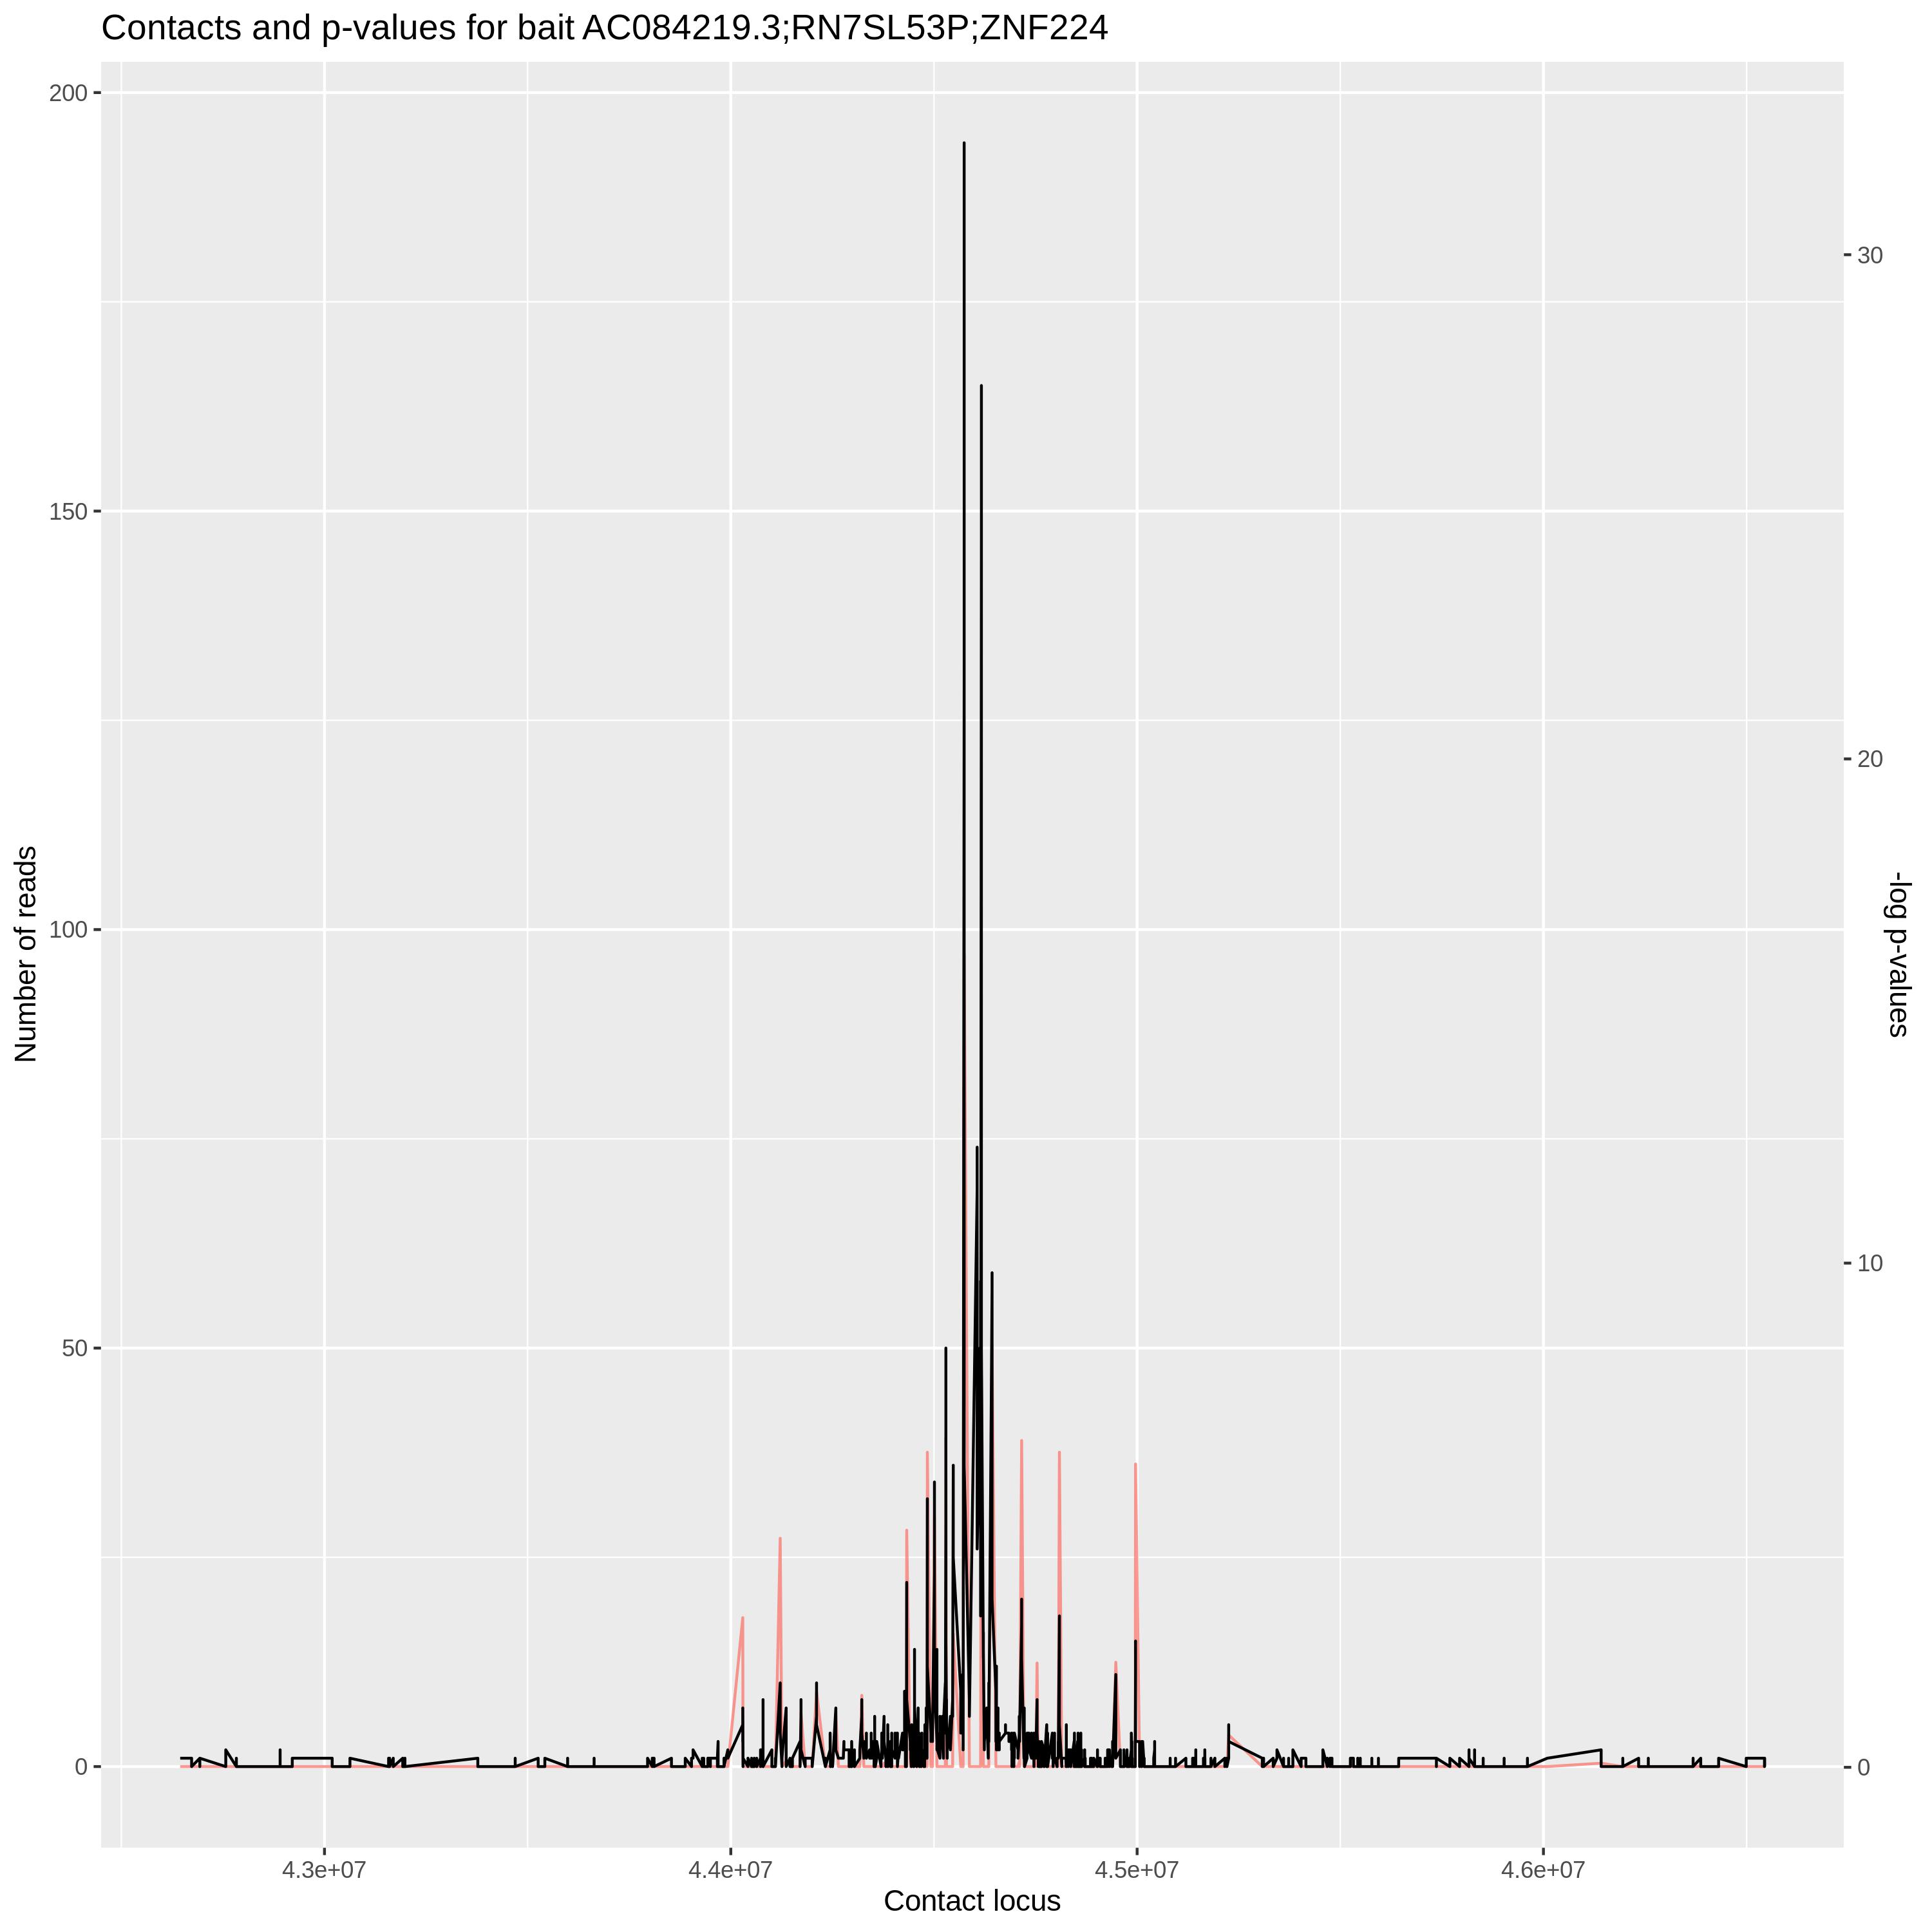 Contacts and p-values for bait AC084219.3;RN7SL53P;ZNF224
200
150
100
50
0
Number of reads
30
20
10
0
-log p-values
4.3e+07
4.4e+07
4.5e+07
4.6e+07
Contact locus